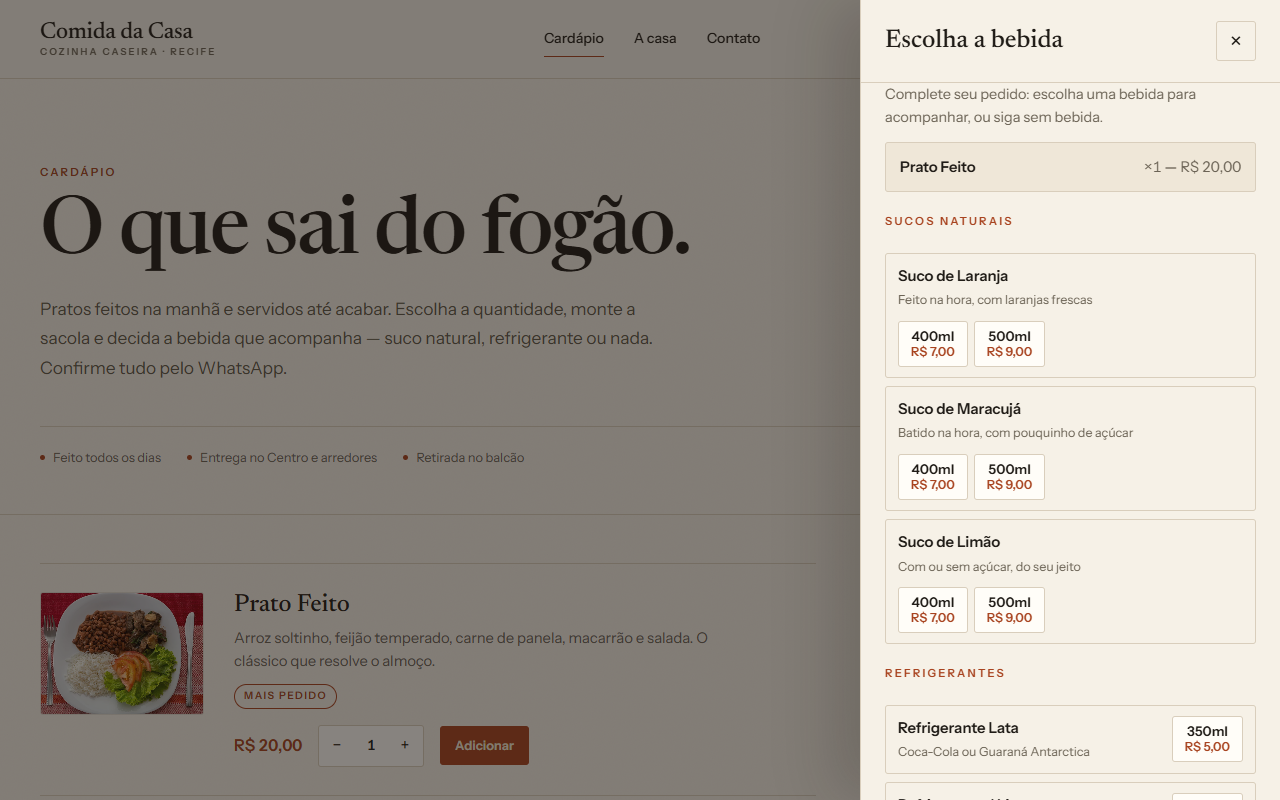 Comida da Casa
COZINHA CASEIRA · RECIFE
Cardápio
A casa
Contato
CARDÁPIO
O que sai do fogão.
Pratos feitos na manhã e servidos até acabar. Escolha a quantidade, monte a
sacola e decida a bebida que acompanha — suco natural, refrigerante ou nada.
Confirme tudo pelo WhatsApp.
Feito todos os dias
Entrega no Centro e arredores
Retirada no balcão
Prato Feito
Arroz soltinho, feijão temperado, carne de panela, macarrão e salada. O
clássico que resolve o almoço.
MAIS PEDIDO
R$ 20,00
− 1 +
Adicionar
Escolha a bebida
×
Complete seu pedido: escolha uma bebida para
acompanhar, ou siga sem bebida.
Prato Feito
×1 — R$ 20,00
SUCOS NATURAIS
Suco de Laranja
Feito na hora, com laranjas frescas
400ml
R$ 7,00
500ml
R$ 9,00
Suco de Maracujá
Batido na hora, com pouquinho de açúcar
400ml
R$ 7,00
500ml
R$ 9,00
Suco de Limão
Com ou sem açúcar, do seu jeito
400ml
R$ 7,00
500ml
R$ 9,00
REFRIGERANTES
Refrigerante Lata
Coca-Cola ou Guaraná Antarctica
350ml
R$ 5,00